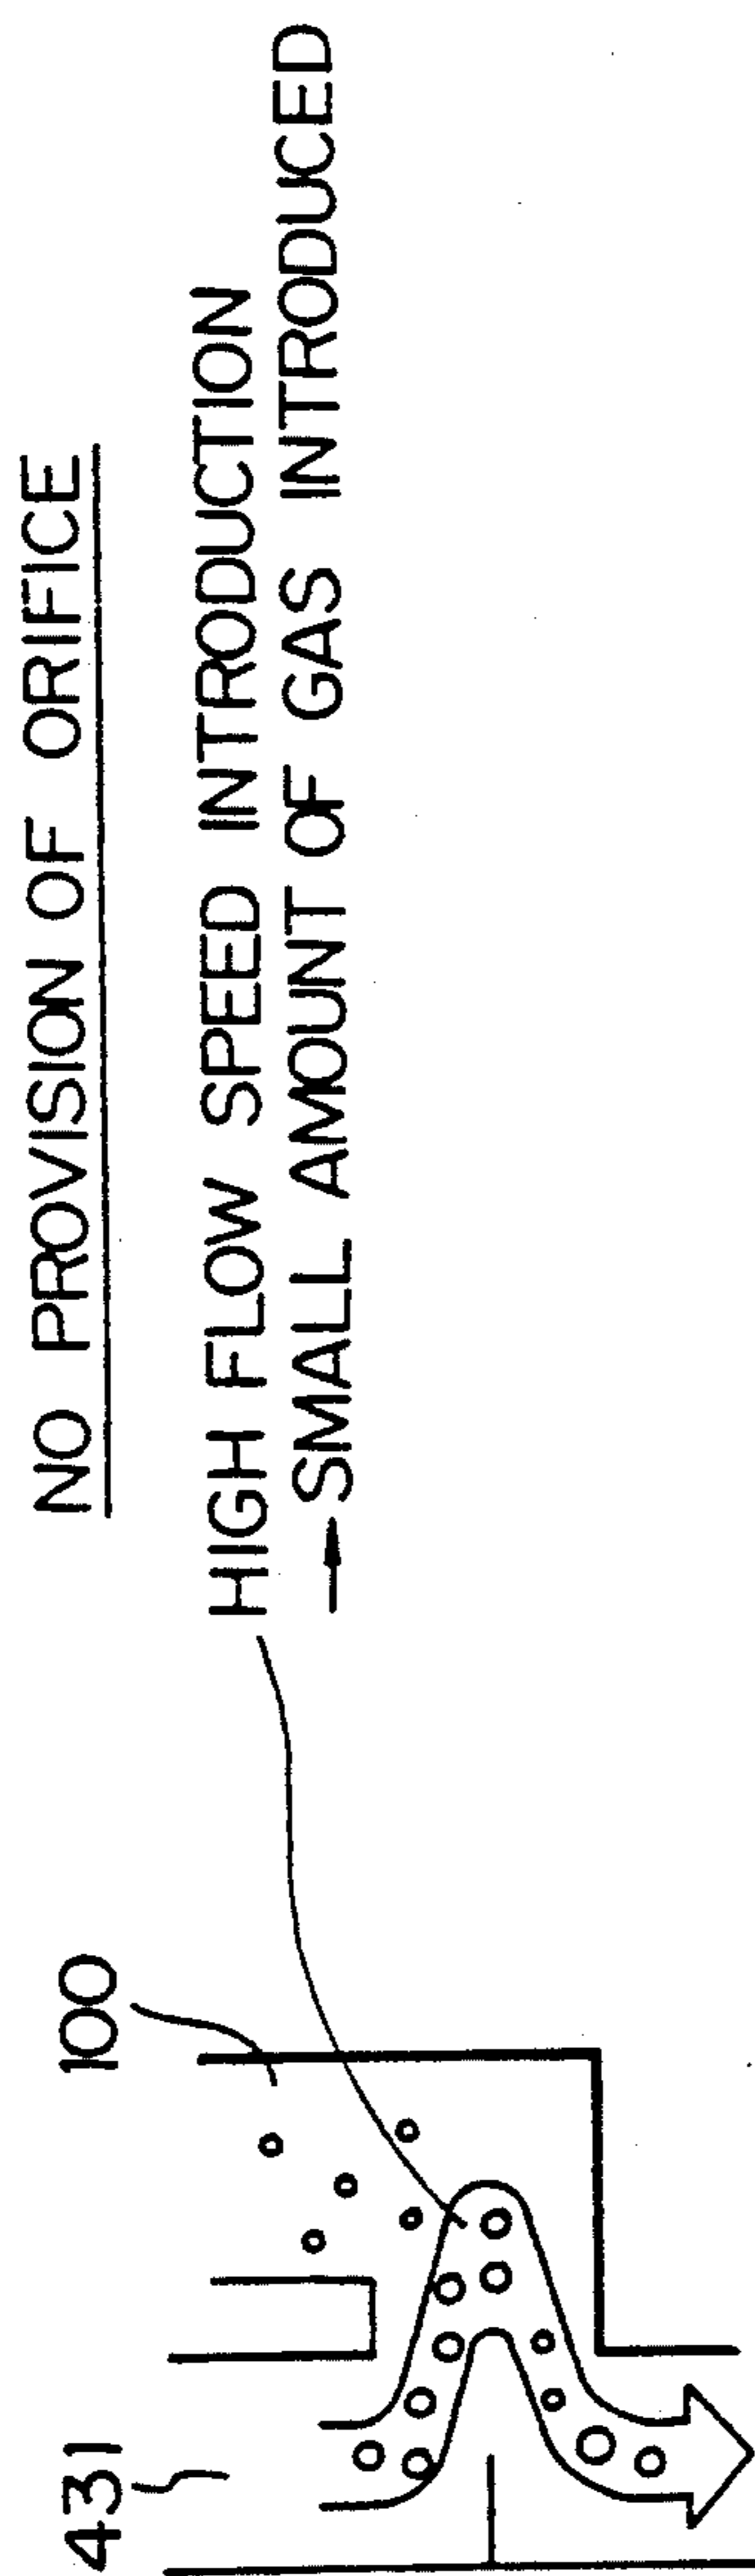 NO PROVISION OF ORIFICE
HIGH FLOW SPEED INTRODUCTION
→SMALL AMOUNT OF GAS INTRODUCED
100
431